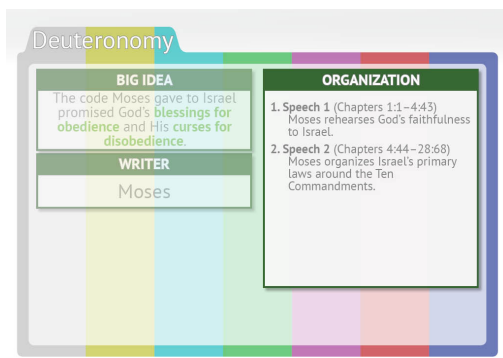 Deuteronomy
BIG IDEA
The code Moses gave to Israel
promised God's blessings for
obedience and His curses for
disobedience.
WRITER
Moses
ORGANIZATION
1. Speech 1 (Chapters 1:1–4:43)
Moses rehearses God's faithfulness
to Israel.
2. Speech 2 (Chapters 4:44–28:68)
Moses organizes Israel's primary
laws around the Ten
Commandments.